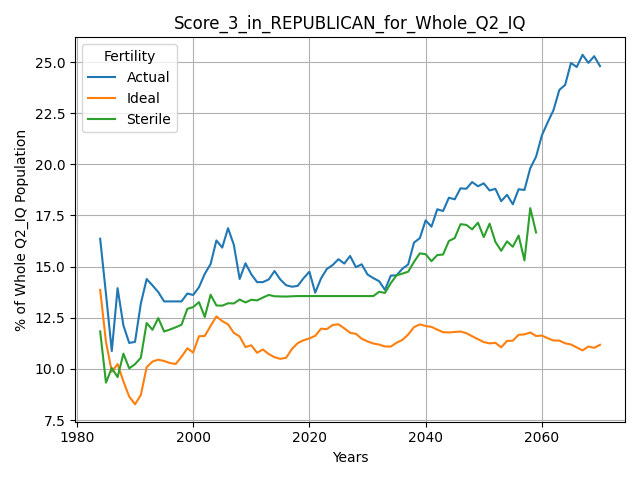 Score_3_in_REPUBLICAN_for_Whole_Q2_IQ
Fertility
Actual
Ideal
Sterile
% of Whole Q2_IQ Population
25.0
22.5
20.0
17.5
15.0
12.5
10.0
7.5
1980
2000
2020
2040
2060
Years